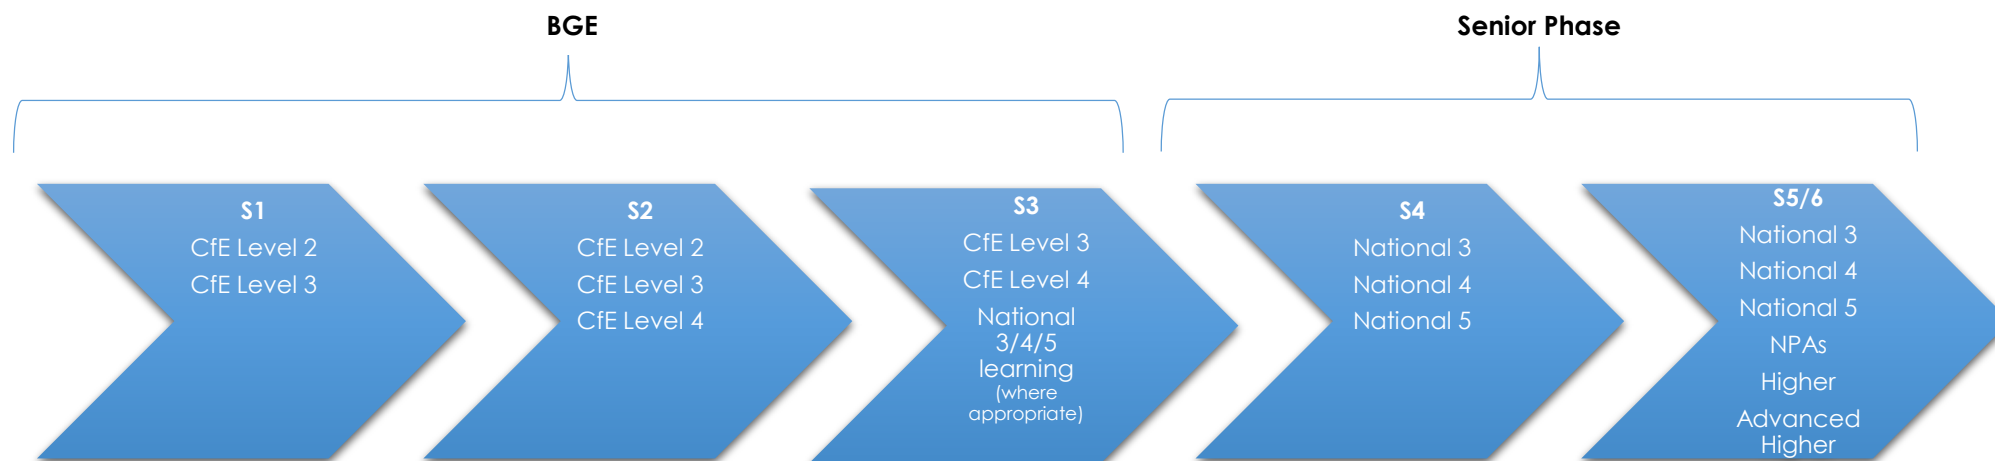 BGE
Senior Phase
S1
CfE Level 2
CfE Level 3
S2
CfE Level 2
CfE Level 3
CfE Level 4
S3
CfE Level 3
CfE Level 4
National
3/4/5
learning
(where
appropriate)
S4
National 3
National 4
National 5
S5/6
National 3
National 4
National 5
NPAs
Higher
Advanced
Higher